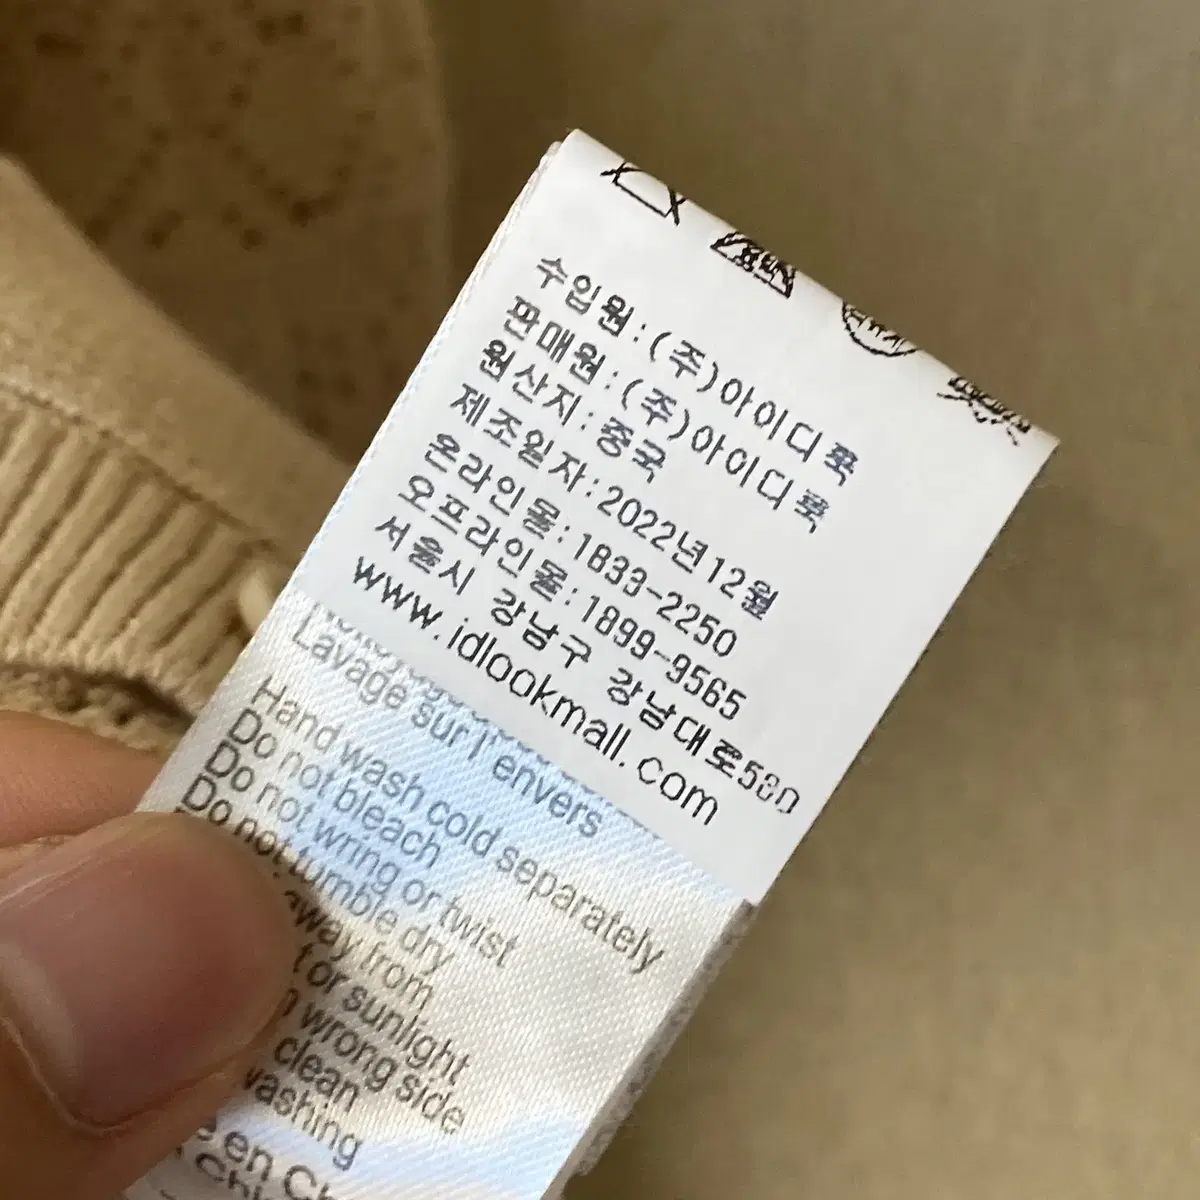 수입원:(주)아이디룩
판매원:(주)아이디룩
원산지:중국
제조일자:2022년12월
온라인몰:1833-2250
오프라인몰:1899-9565
서울시 강남구 강남대로580
www.idlookmall.com
Lavage sur l'envers
Hand wash cold separately
Do not bleach
Do not wring or twist
Do not tumble dry
away from
or sunlight
wrong side
clean
washing
en